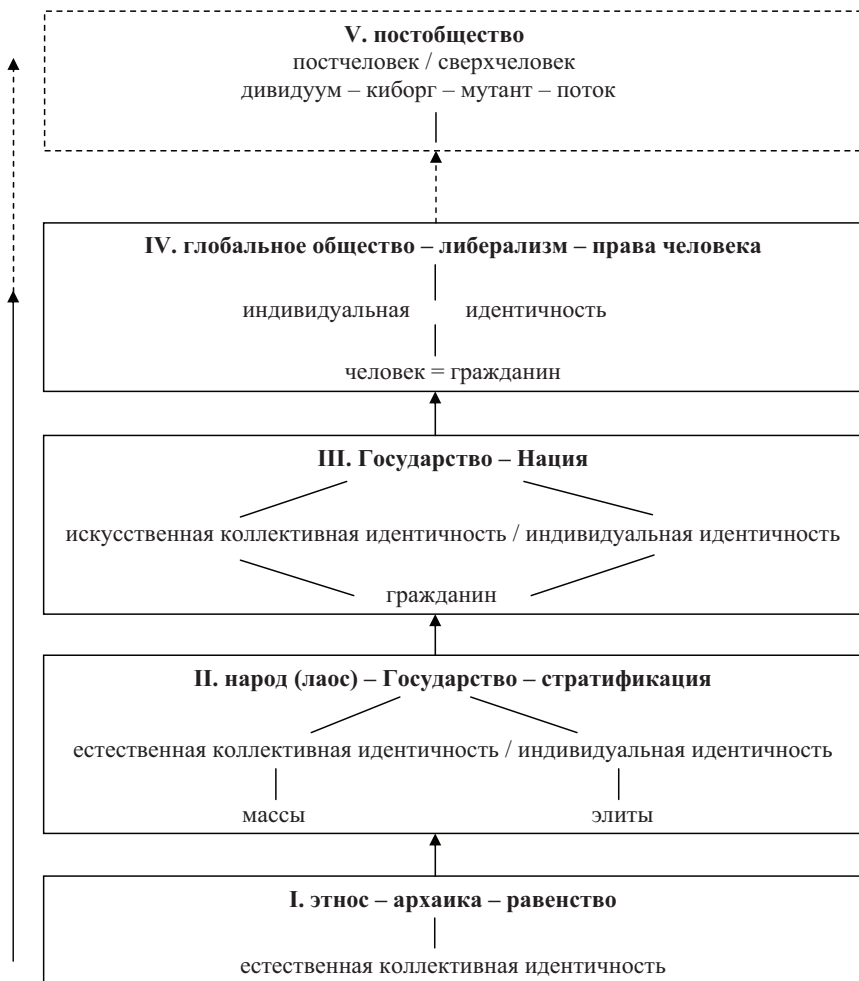 V. постобщество
постчеловек / сверхчеловек
дивидуум – киборг – мутант – поток
IV. глобальное общество – либерализм – права человека
индивидуальная идентичность
человек = гражданин
III. Государство – Нация
искусственная коллективная идентичность / индивидуальная идентичность
гражданин
II. народ (лаос) – Государство – стратификация
естественная коллективная идентичность / индивидуальная идентичность
массы элиты
I. этнос – архаика – равенство
естественная коллективная идентичность